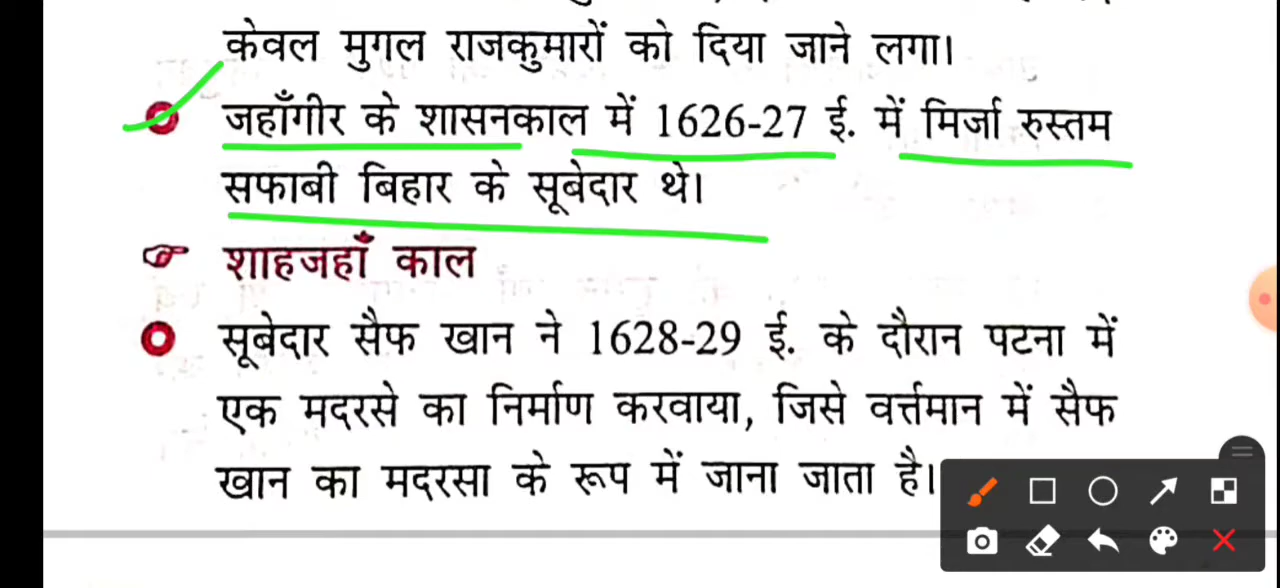 केवल मुगल राजकुमारों को दिया जाने लगा।
जहाँगीर के शासनकाल में 1626-27 ई. में मिर्जा रुस्तम
सफाबी बिहार के सूबेदार थे।
शाहजहाँ काल
सूबेदार सैफ खान ने 1628-29 ई. के दौरान पटना में
एक मदरसे का निर्माण करवाया, जिसे वर्त्तमान में सैफ
खान का मदरसा के रूप में जाना जाता है।